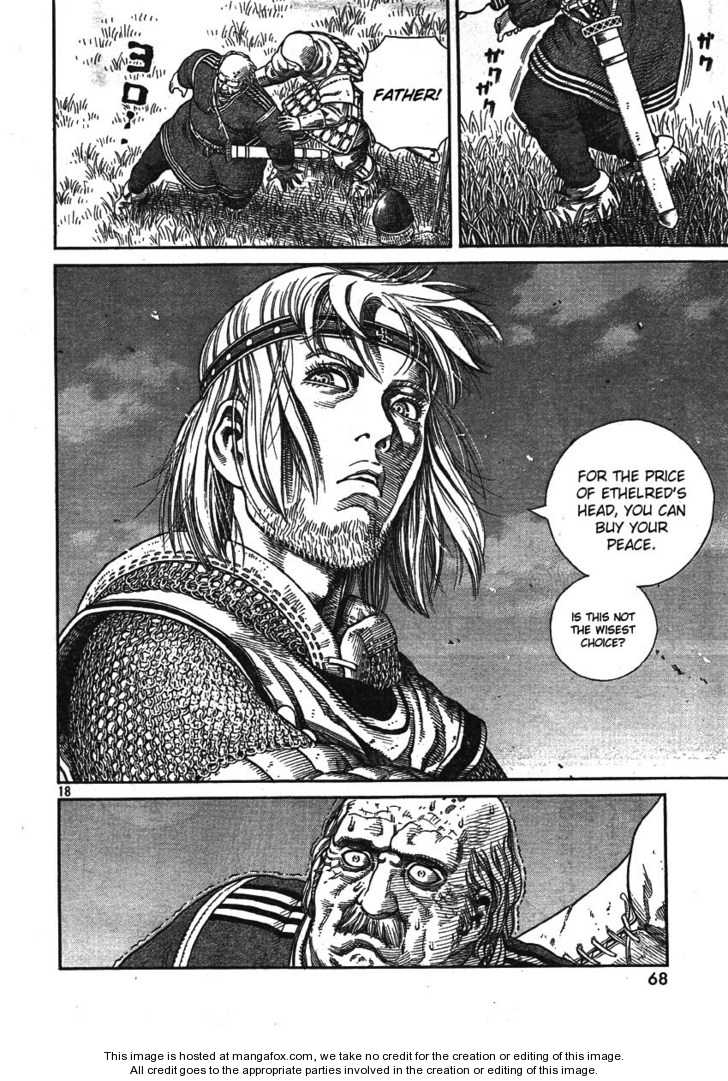 ガク
ガク
ガク
FATHER!
ヨロ‥
FOR THE PRICE
OF ETHELRED'S
HEAD, YOU CAN
BUY YOUR
PEACE.
IS THIS NOT
THE WISEST
CHOICE?
18
68
This image is hosted at mangafox.com, we take no credit for the creation or editing of this image.
All credit goes to the appropriate parties involved in the creation or editing of this image.